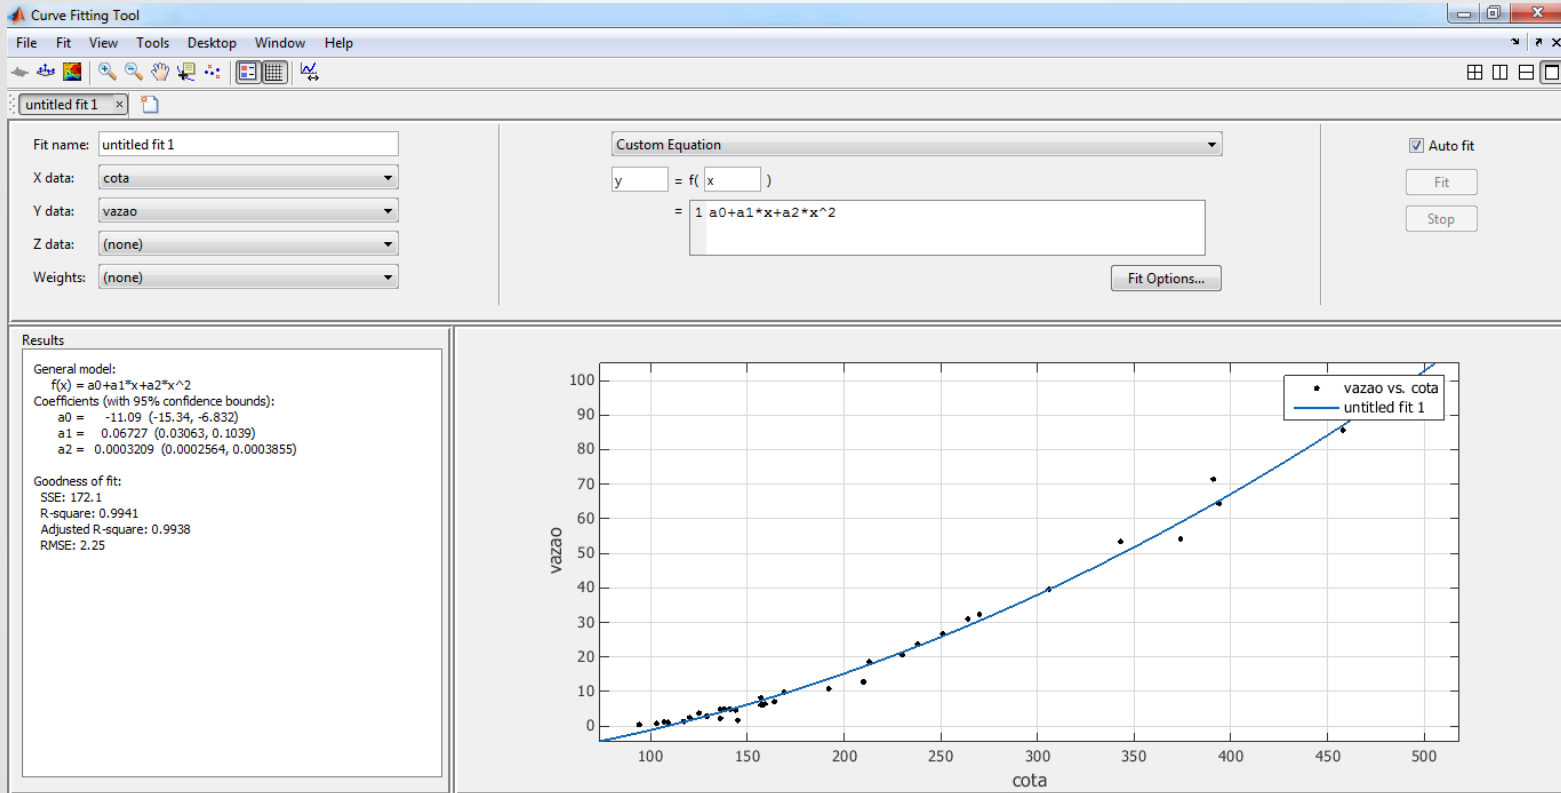 Curve Fitting Tool
File Fit View Tools Desktop Window Help
untitled fit 1
Fit name: untitled fit 1
X data: cota
Y data: vazao
Z data: (none)
Weights: (none)
Custom Equation
y = f( x )
= 1 a0+a1*x+a2*x^2
Fit Options...
Auto fit
Fit
Stop
Results
General model:
f(x) = a0+a1*x+a2*x^2
Coefficients (with 95% confidence bounds):
a0 = -11.09 (-15.34, -6.832)
a1 = 0.06727 (0.03063, 0.1039)
a2 = 0.0003209 (0.0002564, 0.0003855)
Goodness of fit:
SSE: 172.1
R-square: 0.9941
Adjusted R-square: 0.9938
RMSE: 2.25
vazao vs. cota
untitled fit 1
100
90
80
70
60
50
40
30
20
10
0
vazao
100 150 200 250 300 350 400 450 500
cota